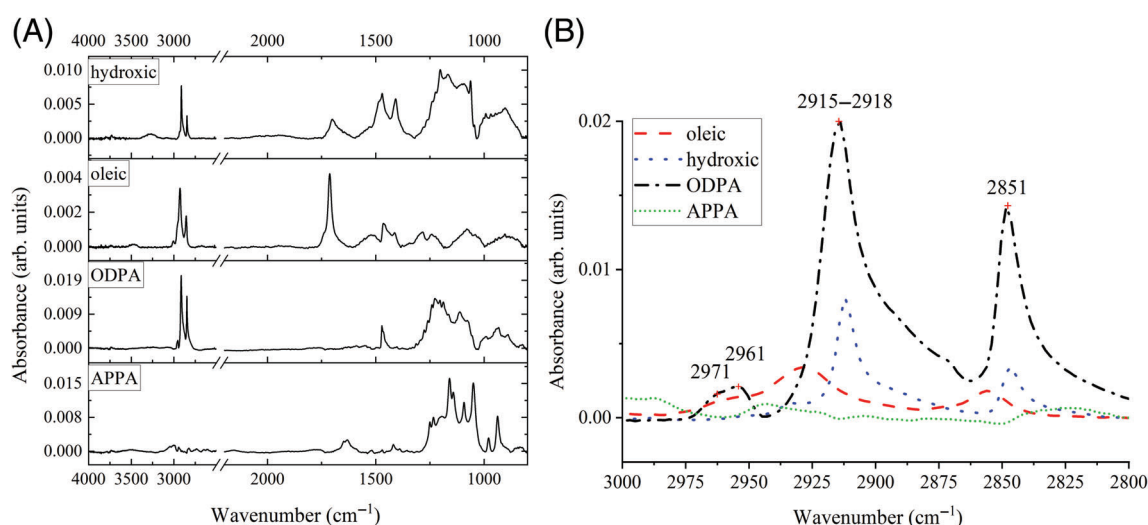 (A)
4000 3500 3000 2000 1500 1000
hydroxic
0.010
0.005
0.000
oleic
0.004
0.002
0.000
ODPA
0.019
0.009
0.000
APPA
0.015
0.008
0.000
4000 3500 3000 2000 1500 1000
Absorbance (arb. units)
Wavenumber (cm⁻¹)
(B)
oleic
hydroxic
ODPA
APPA
2915–2918
2851
2971
2961
0.02
0.01
0.00
3000 2975 2950 2925 2900 2875 2850 2825 2800
Absorbance (arb. units)
Wavenumber (cm⁻¹)